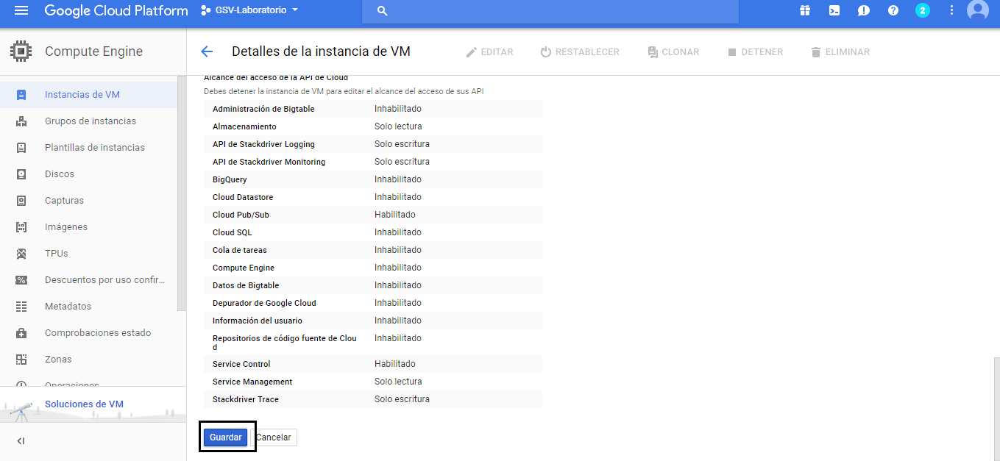 Google Cloud Platform
GSV-Laboratorio
2
Compute Engine
Detalles de la instancia de VM
EDITAR
RESTABLECER
CLONAR
DETENER
ELIMINAR
Instancias de VM
Grupos de instancias
Plantillas de instancias
Discos
Capturas
Imágenes
TPUs
Descuentos por uso confir...
Metadatos
Comprobaciones estado
Zonas
Operaciones
Soluciones de VM
Alcance del acceso de la API de Cloud
Debes detener la instancia de VM para editar el alcance del acceso de sus API
Administración de Bigtable Inhabilitado
Almacenamiento Solo lectura
API de Stackdriver Logging Solo escritura
API de Stackdriver Monitoring Solo escritura
BigQuery Inhabilitado
Cloud Datastore Inhabilitado
Cloud Pub/Sub Habilitado
Cloud SQL Inhabilitado
Cola de tareas Inhabilitado
Compute Engine Inhabilitado
Datos de Bigtable Inhabilitado
Depurador de Google Cloud Inhabilitado
Información del usuario Inhabilitado
Repositorios de código fuente de Clou Inhabilitado
d
Service Control Habilitado
Service Management Solo lectura
Stackdriver Trace Solo escritura
Guardar
Cancelar